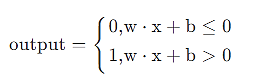 output = { 0,w · x + b ≤ 0
1,w · x + b > 0